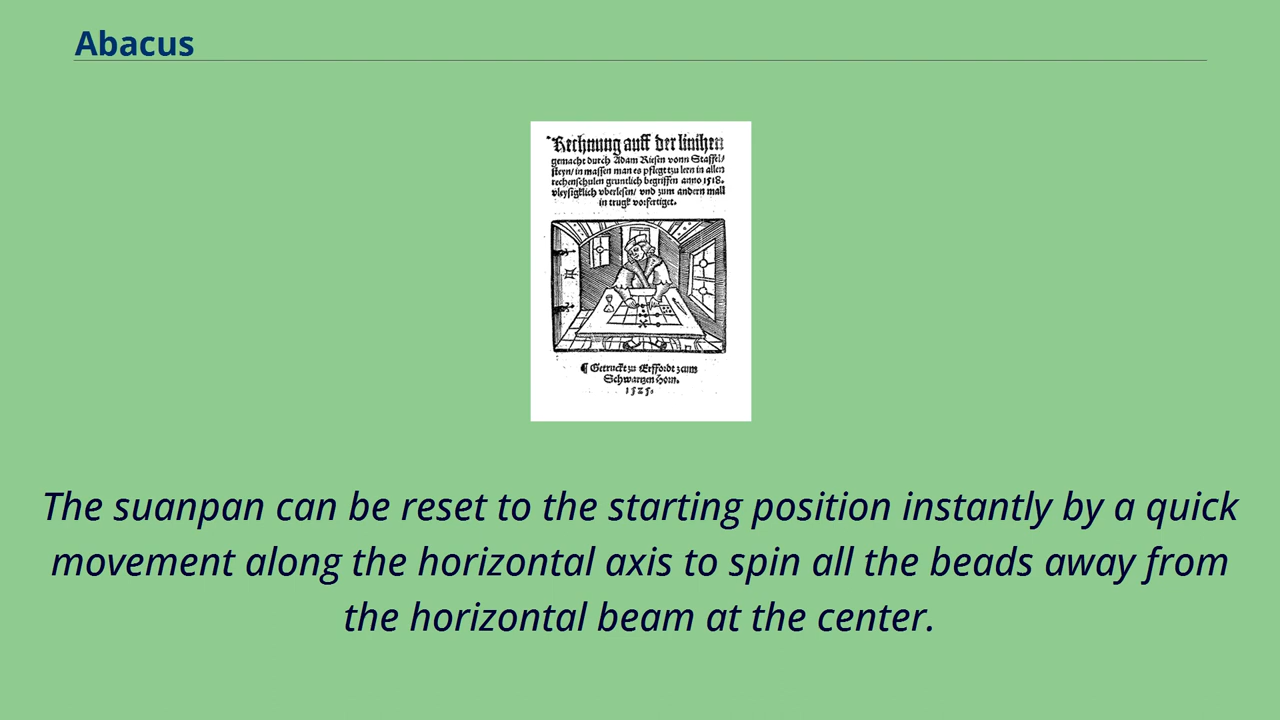 Abacus
Rechnung auff der linihen
gemacht durch Adam Riesen vonn Staffel/
steyn/ in massen man es pflegt tzu lern in allen
rechenschulen gruntlich begriffen anno 1518.
vleysigklich vberlesen/ vnd zum andern mall
in trugk vorfertiget.
¶ Getruckt zu Erffordt zcum
Schwartzen Horn.
1525.
The suanpan can be reset to the starting position instantly by a quick
movement along the horizontal axis to spin all the beads away from
the horizontal beam at the center.